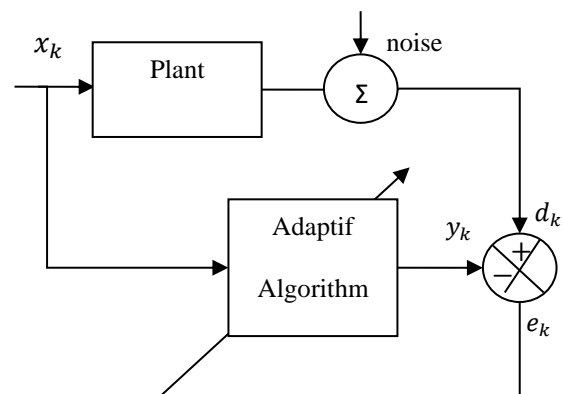 x_k
Plant
noise
Σ
Adaptif
Algorithm
y_k
d_k
+
−
e_k